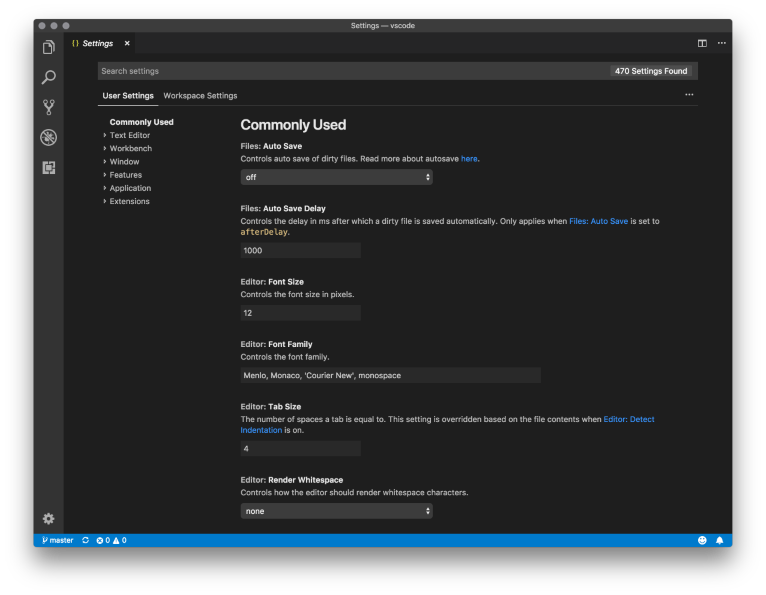 Settings — vscode
{ } Settings ×
Search settings 470 Settings Found
User Settings Workspace Settings
Commonly Used
Text Editor
Workbench
Window
Features
Application
Extensions
Commonly Used
Files: Auto Save
Controls auto save of dirty files. Read more about autosave here.
off
Files: Auto Save Delay
Controls the delay in ms after which a dirty file is saved automatically. Only applies when Files: Auto Save is set to
afterDelay.
1000
Editor: Font Size
Controls the font size in pixels.
12
Editor: Font Family
Controls the font family.
Menlo, Monaco, 'Courier New', monospace
Editor: Tab Size
The number of spaces a tab is equal to. This setting is overridden based on the file contents when Editor: Detect
Indentation is on.
4
Editor: Render Whitespace
Controls how the editor should render whitespace characters.
none
master 0 0